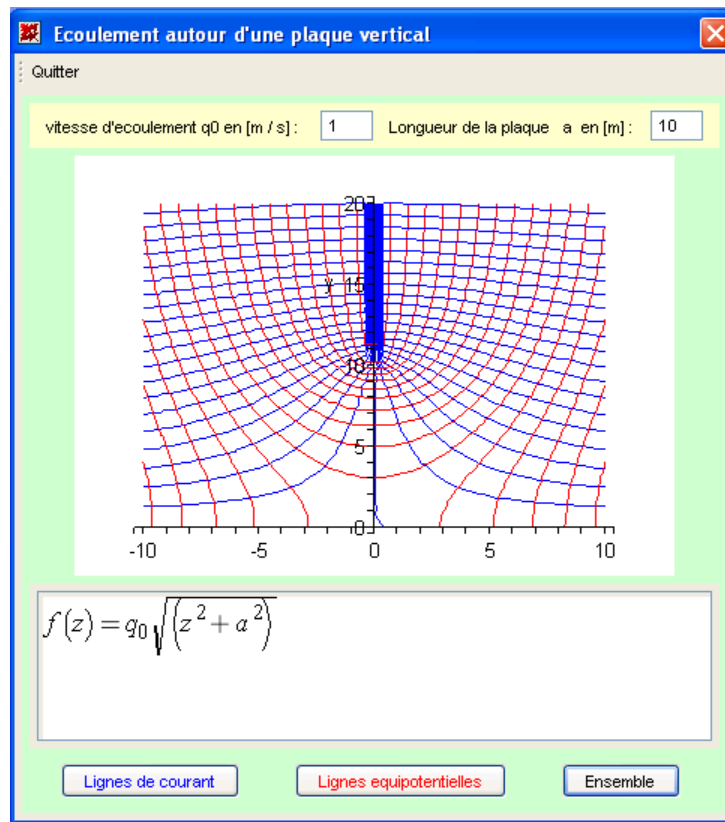 Ecoulement autour d'une plaque vertical
Quitter
vitesse d'ecoulement q0 en [m / s] : 1 Longueur de la plaque a en [m] : 10
20
y 15
10
5
0
-10 -5 0 5 10
f(z) = q₀√((z² + a²))
Lignes de courant Lignes equipotentielles Ensemble